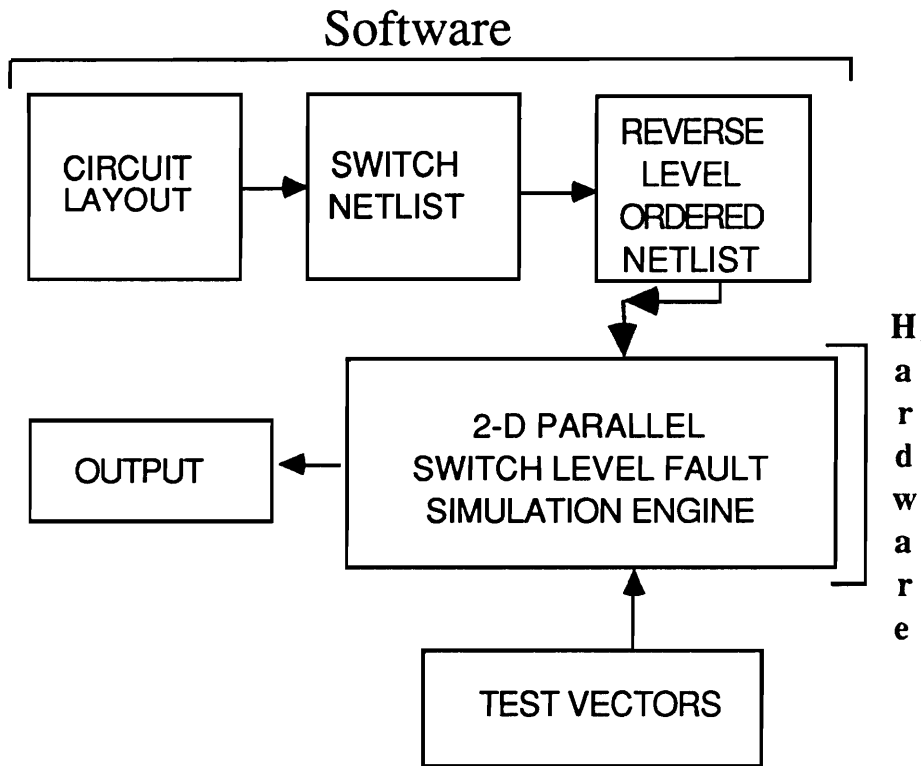 Software
CIRCUIT
LAYOUT
SWITCH
NETLIST
REVERSE
LEVEL
ORDERED
NETLIST
Hardware
2-D PARALLEL
SWITCH LEVEL FAULT
SIMULATION ENGINE
OUTPUT
TEST VECTORS